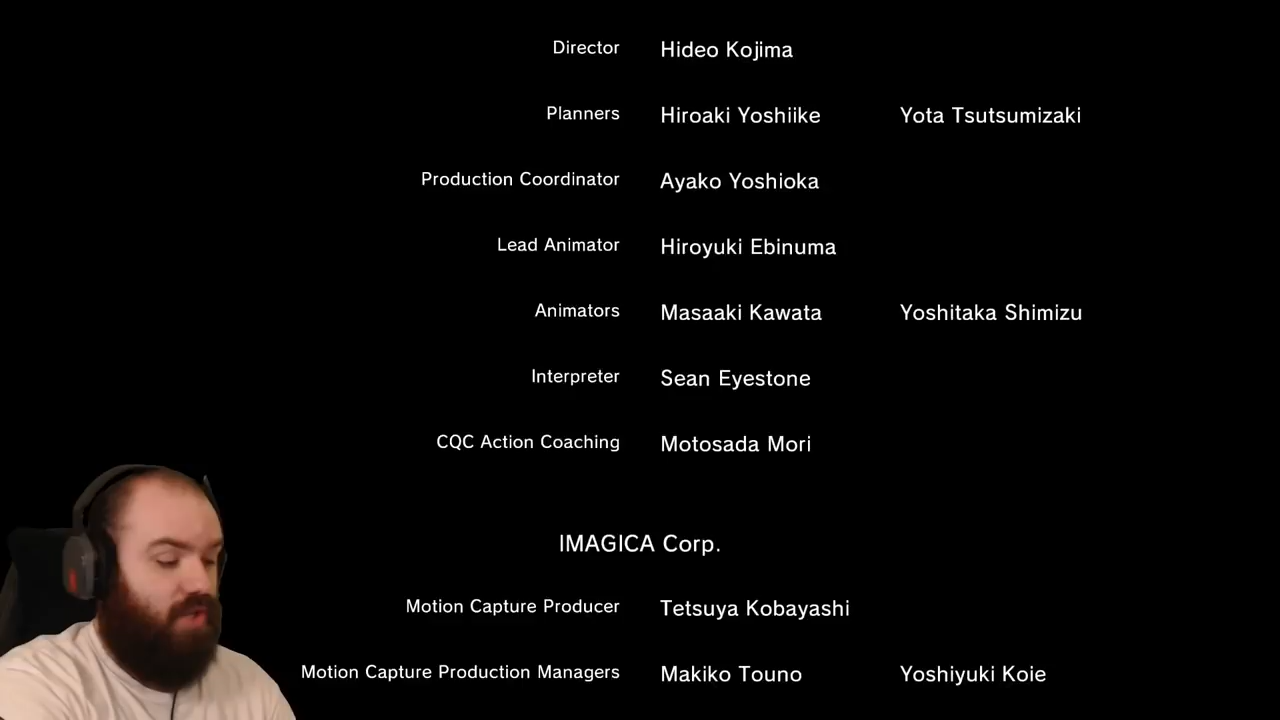 Director Hideo Kojima
Planners Hiroaki Yoshiike Yota Tsutsumizaki
Production Coordinator Ayako Yoshioka
Lead Animator Hiroyuki Ebinuma
Animators Masaaki Kawata Yoshitaka Shimizu
Interpreter Sean Eyestone
CQC Action Coaching Motosada Mori
IMAGICA Corp.
Motion Capture Producer Tetsuya Kobayashi
Motion Capture Production Managers Makiko Touno Yoshiyuki Koie